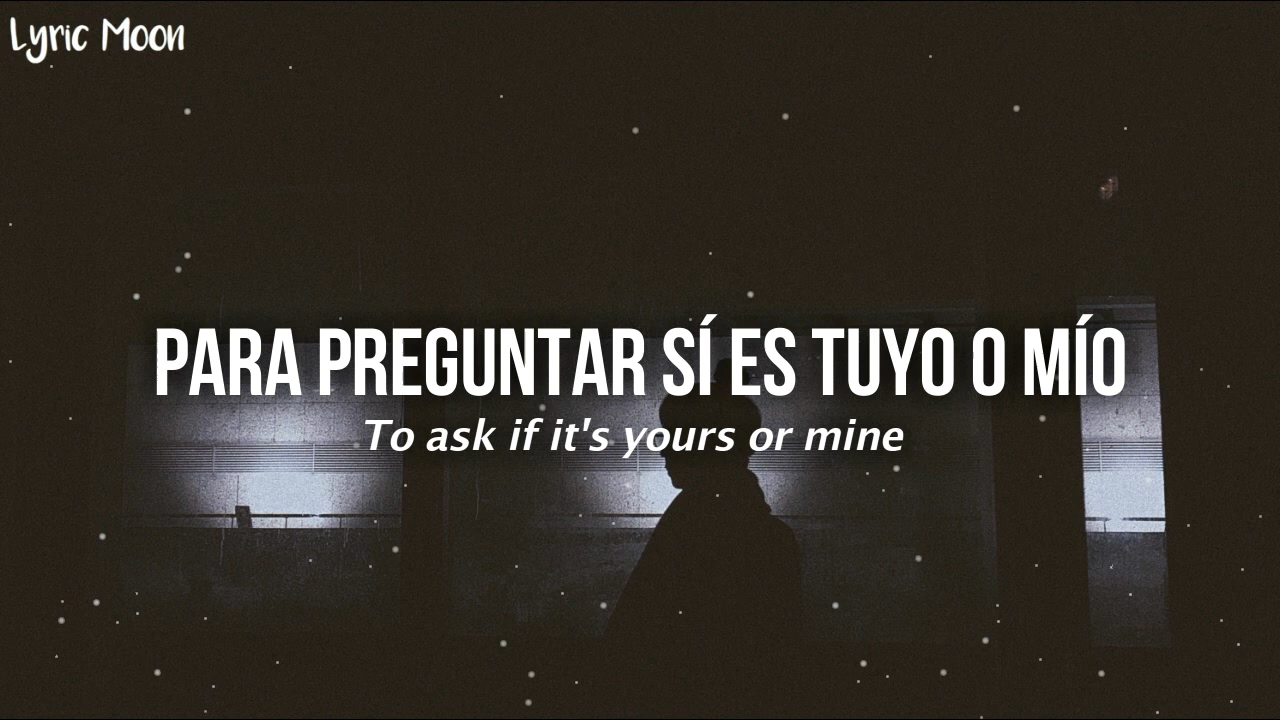 Lyric Moon
PARA PREGUNTAR SÍ ES TUYO O MÍO
To ask if it's yours or mine